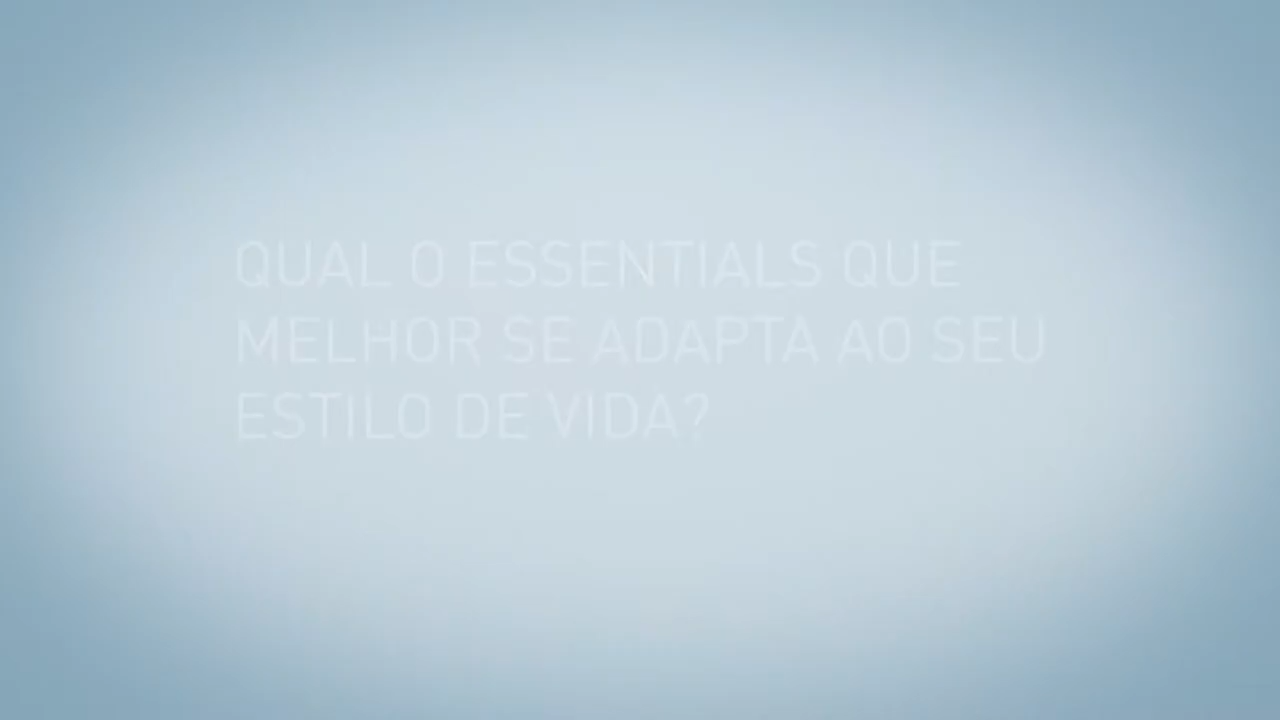 QUAL O ESSENTIALS QUE
MELHOR SE ADAPTA AO SEU
ESTILO DE VIDA?